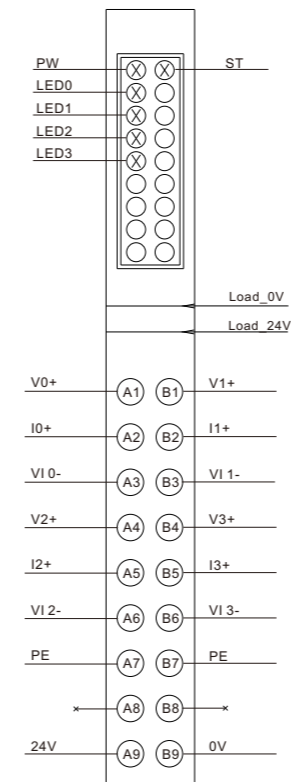 PW ST
LED0
LED1
LED2
LED3
Load_0V
Load_24V
V0+ A1 B1 V1+
I0+ A2 B2 I1+
VI 0- A3 B3 VI 1-
V2+ A4 B4 V3+
I2+ A5 B5 I3+
VI 2- A6 B6 VI 3-
PE A7 B7 PE
A8 B8
24V A9 B9 0V